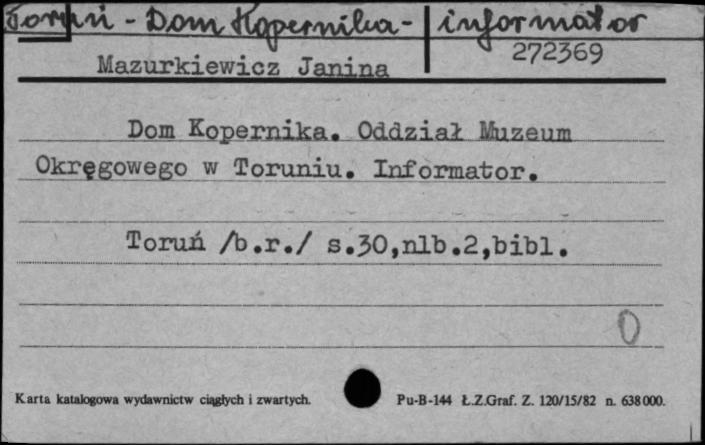 Toruń - Dom Kopernika - informator
Mazurkiewicz Janina 272369
Dom Kopernika. Oddział Muzeum
Okręgowego w Toruniu. Informator.
Toruń /b.r./ s.30,nlb.2,bibl.
0
Karta katalogowa wydawnictw ciągłych i zwartych. Pu-B-144 Ł.Z.Graf. Z. 120/15/82 n. 638000.